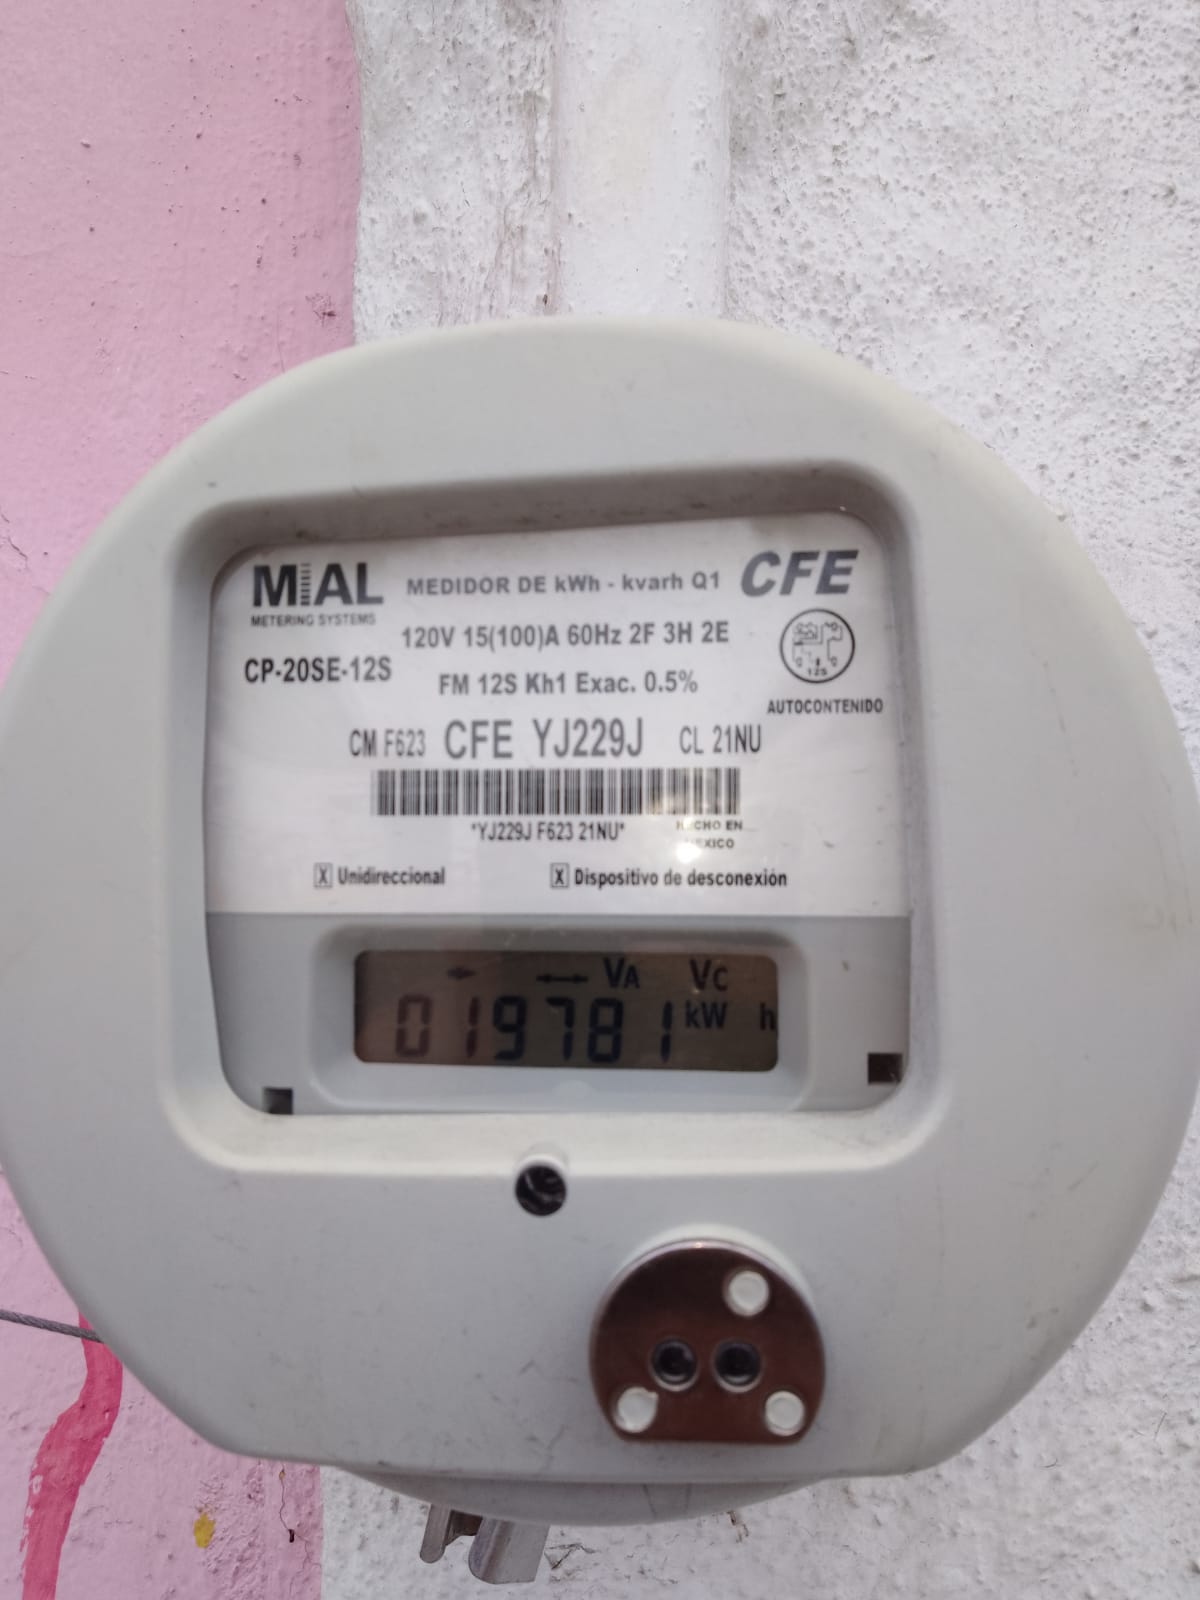 MIAL MEDIDOR DE kWh - kvarh Q1 CFE
METERING SYSTEMS
120V 15(100)A 60Hz 2F 3H 2E
CP-20SE-12S
FM 12S Kh1 Exac. 0.5%
12S
AUTOCONTENIDO
CM F623 CFE YJ229J CL 21NU
*YJ229J F623 21NU*
HECHO EN
MEXICO
X Unidireccional X Dispositivo de desconexión
VA VC
019781 kW h